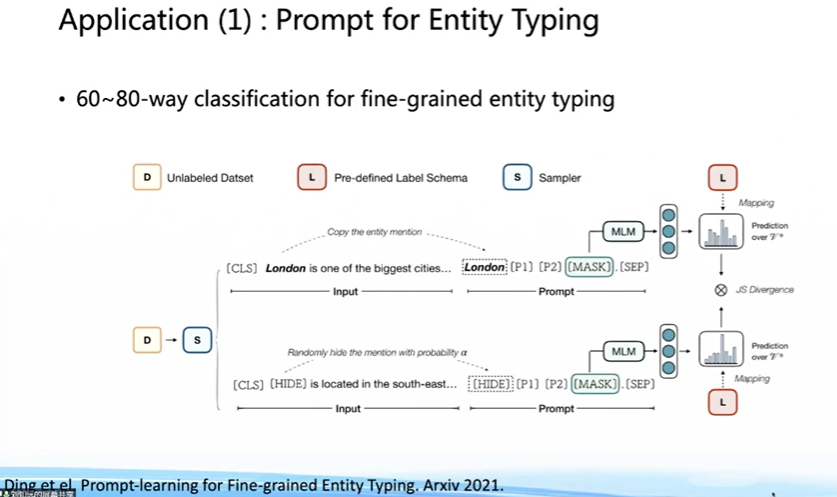 Application (1) : Prompt for Entity Typing
• 60~80-way classification for fine-grained entity typing
D Unlabeled Datset L Pre-defined Label Schema S Sampler L
Mapping
Copy the entity mention
MLM
Prediction
over
[CLS] London is one of the biggest cities... London [P1] [P2] [MASK]. [SEP]
Input Prompt
JS Divergence
D S
Randomly hide the mention with probability α
MLM
Prediction
over
Mapping
[CLS] [HIDE] is located in the south-east... [HIDE] [P1] [P2] [MASK]. [SEP]
L
Input Prompt
Ding et el. Prompt-learning for Fine-grained Entity Typing. Arxiv 2021.